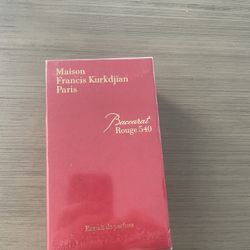 Maison
Francis Kurkdjian
Paris
Baccarat
Rouge 540
Extrait de parfum